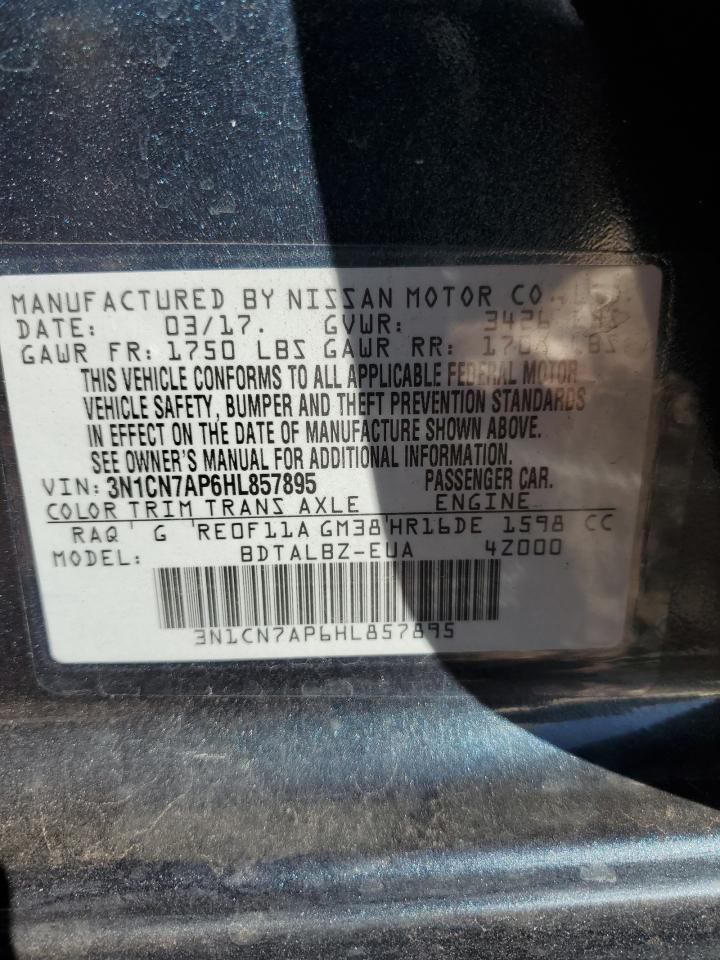 MANUFACTURED BY NISSAN MOTOR CO.,
DATE: 03/17. GVWR: 3426
GAWR FR: 1750 LBS GAWR RR: LBS
THIS VEHICLE CONFORMS TO ALL APPLICABLE FEDERAL MOTOR
VEHICLE SAFETY, BUMPER AND THEFT PREVENTION STANDARDS
IN EFFECT ON THE DATE OF MANUFACTURE SHOWN ABOVE.
SEE OWNER'S MANUAL FOR ADDITIONAL INFORMATION.
VIN: 3N1CN7AP6HL857895 PASSENGER CAR.
COLOR TRIM TRANS AXLE ENGINE
RAQ G RE0F11A GM38 HR16DE 1598 CC
MODEL: BDTALBZ-EUA 4Z000
3N1CN7AP6HL857895